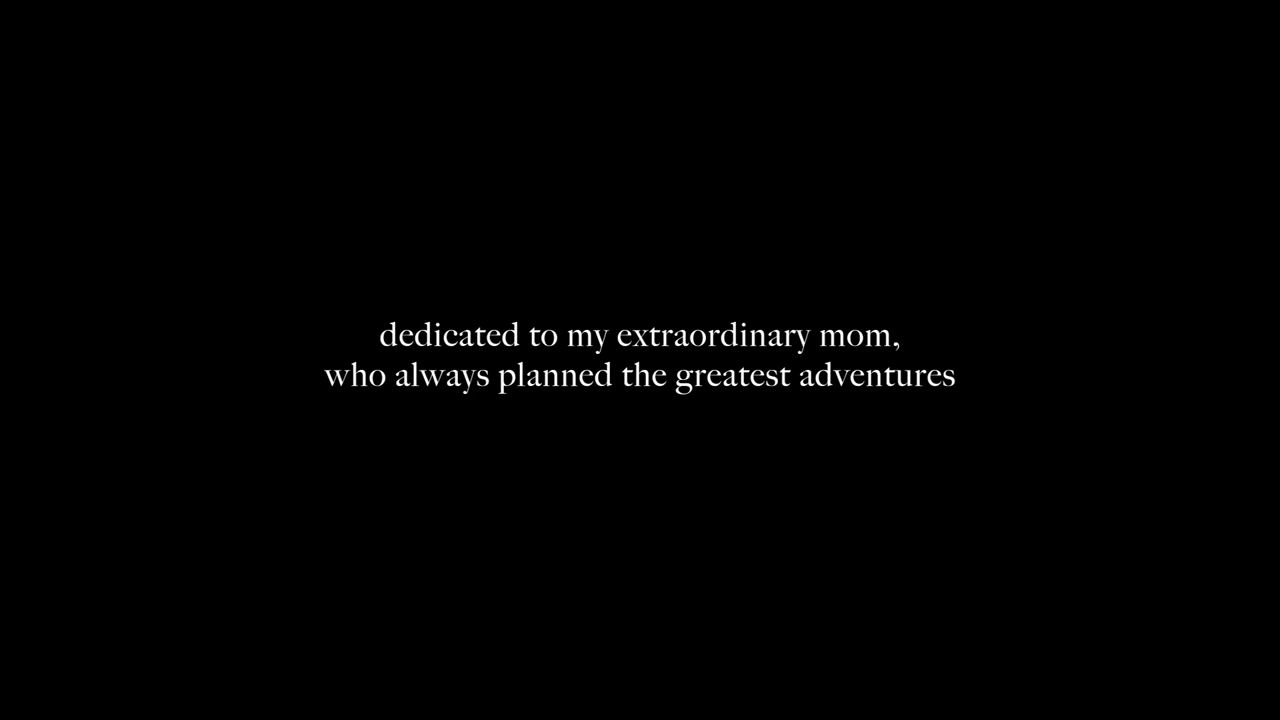 dedicated to my extraordinary mom,
who always planned the greatest adventures